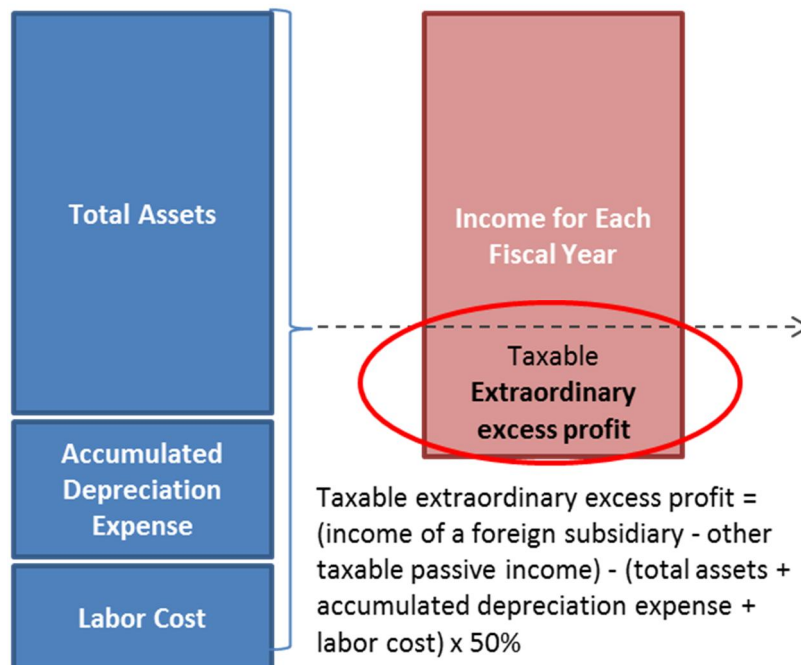 Total Assets
Accumulated
Depreciation
Expense
Labor Cost
Income for Each
Fiscal Year
Taxable
Extraordinary
excess profit
Taxable extraordinary excess profit =
(income of a foreign subsidiary - other
taxable passive income) - (total assets +
accumulated depreciation expense +
labor cost) x 50%